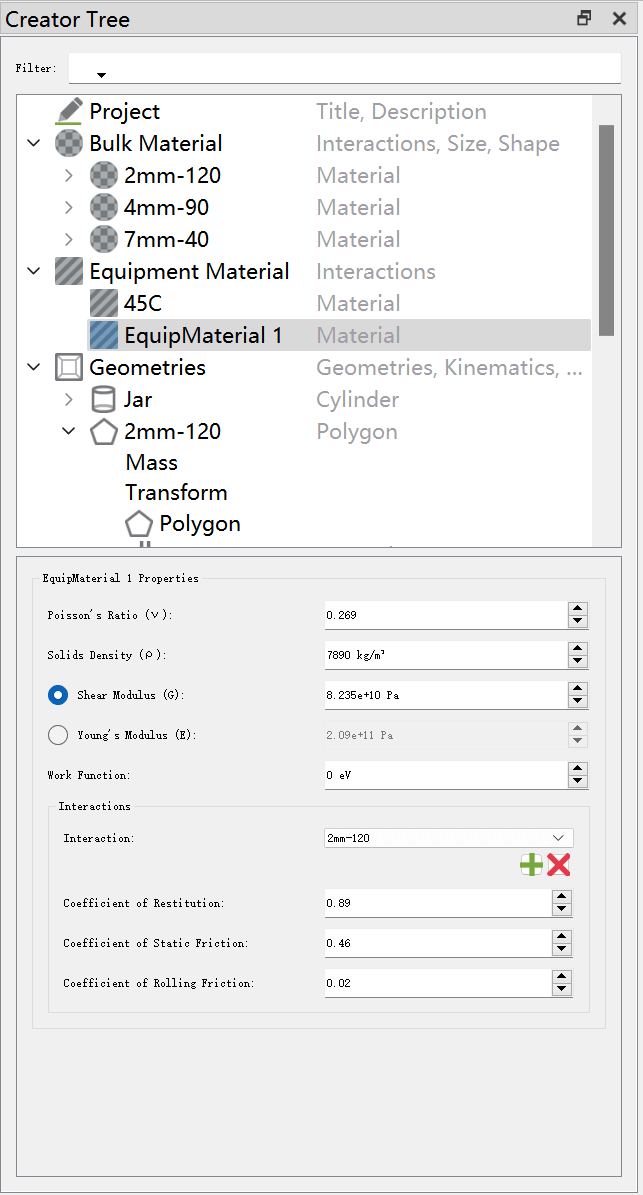 Creator Tree
Filter:
Project Title, Description
Bulk Material Interactions, Size, Shape
2mm-120 Material
4mm-90 Material
7mm-40 Material
Equipment Material Interactions
45C Material
EquipMaterial 1 Material
Geometries Geometries, Kinematics, ...
Jar Cylinder
2mm-120 Polygon
Mass
Transform
Polygon
EquipMaterial 1 Properties
Poisson's Ratio (ν): 0.269
Solids Density (ρ): 7890 kg/m³
Shear Modulus (G): 8.235e+10 Pa
Young's Modulus (E): 2.09e+11 Pa
Work Function: 0 eV
Interactions
Interaction: 2mm-120
Coefficient of Restitution: 0.89
Coefficient of Static Friction: 0.46
Coefficient of Rolling Friction: 0.02